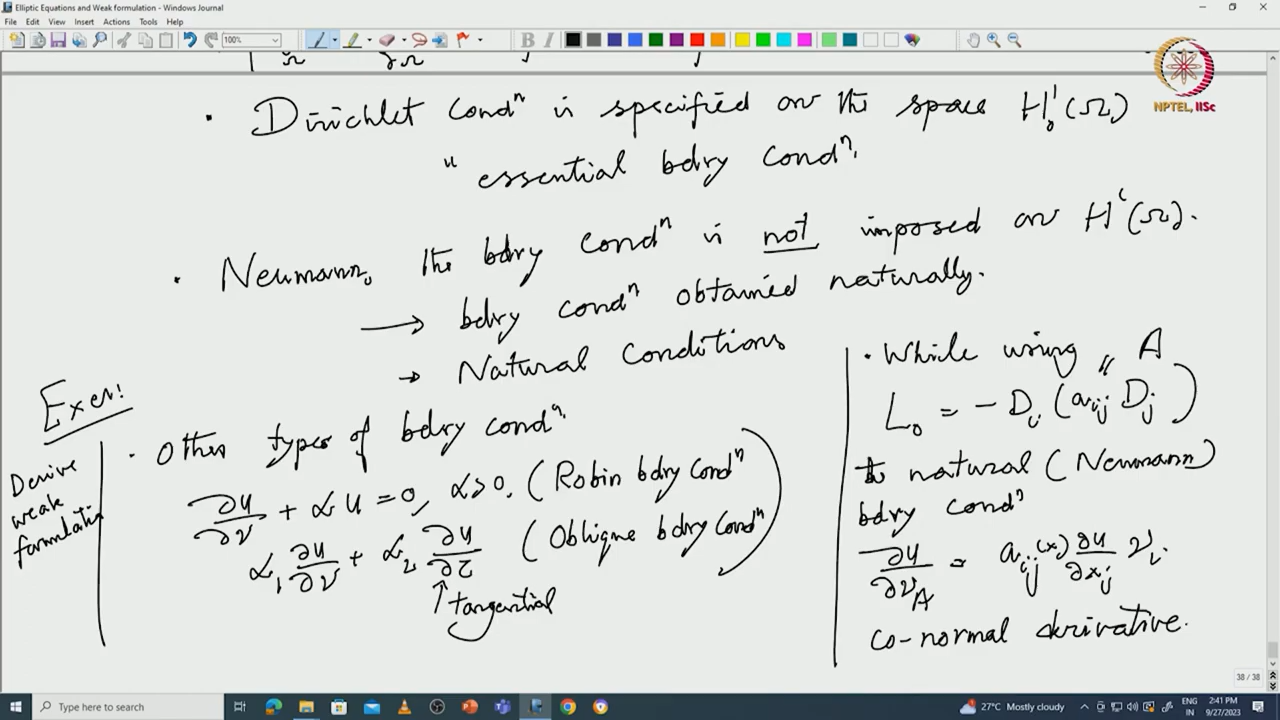 Elliptic Equations and Weak formulation - Windows Journal
File Edit View Insert Actions Tools Help
100%
B I
NPTEL, IISc
∫Ω ∂Ω
• Dirichlet condⁿ is specified on the space H₀¹(Ω)
" essential bdry condⁿ.
• Neumann. the bdry condⁿ is not imposed on H¹(Ω).
→ bdry condⁿ obtained naturally.
→ Natural Conditions
Exer:
Derive
weak
formulation
• Other types of bdry condⁿ.
∂u/∂ν + αu = 0, α>0. (Robin bdry condⁿ
α₁ ∂u/∂ν + α₂ ∂u/∂τ (Oblique bdry condⁿ)
↑ tangential
• While using A
L₀ = - Dᵢ (aᵢⱼ Dⱼ)
natural (Neumann)
bdry condⁿ
∂u/∂ν_A = aᵢⱼ(x) ∂u/∂xⱼ νᵢ
co-normal derivative.
38 / 38
Type here to search
27°C Mostly cloudy
ENG
IN
2:41 PM
9/27/2023